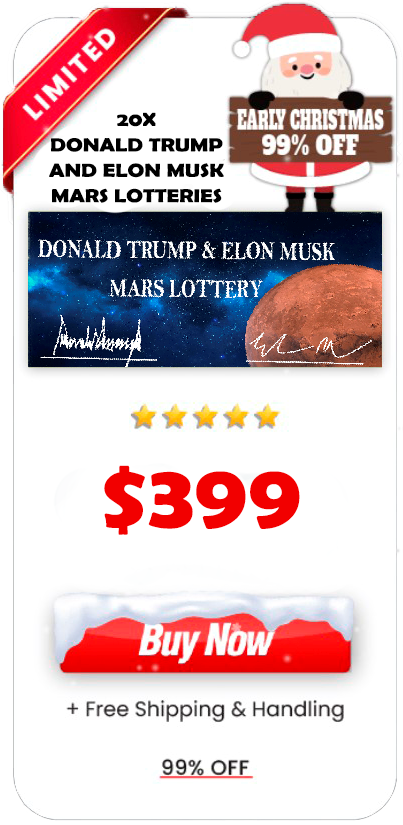 LIMITED
EARLY CHRISTMAS
99% OFF
20X
DONALD TRUMP
AND ELON MUSK
MARS LOTTERIES
DONALD TRUMP & ELON MUSK
MARS LOTTERY
$399
Buy Now
+ Free Shipping & Handling
99% OFF